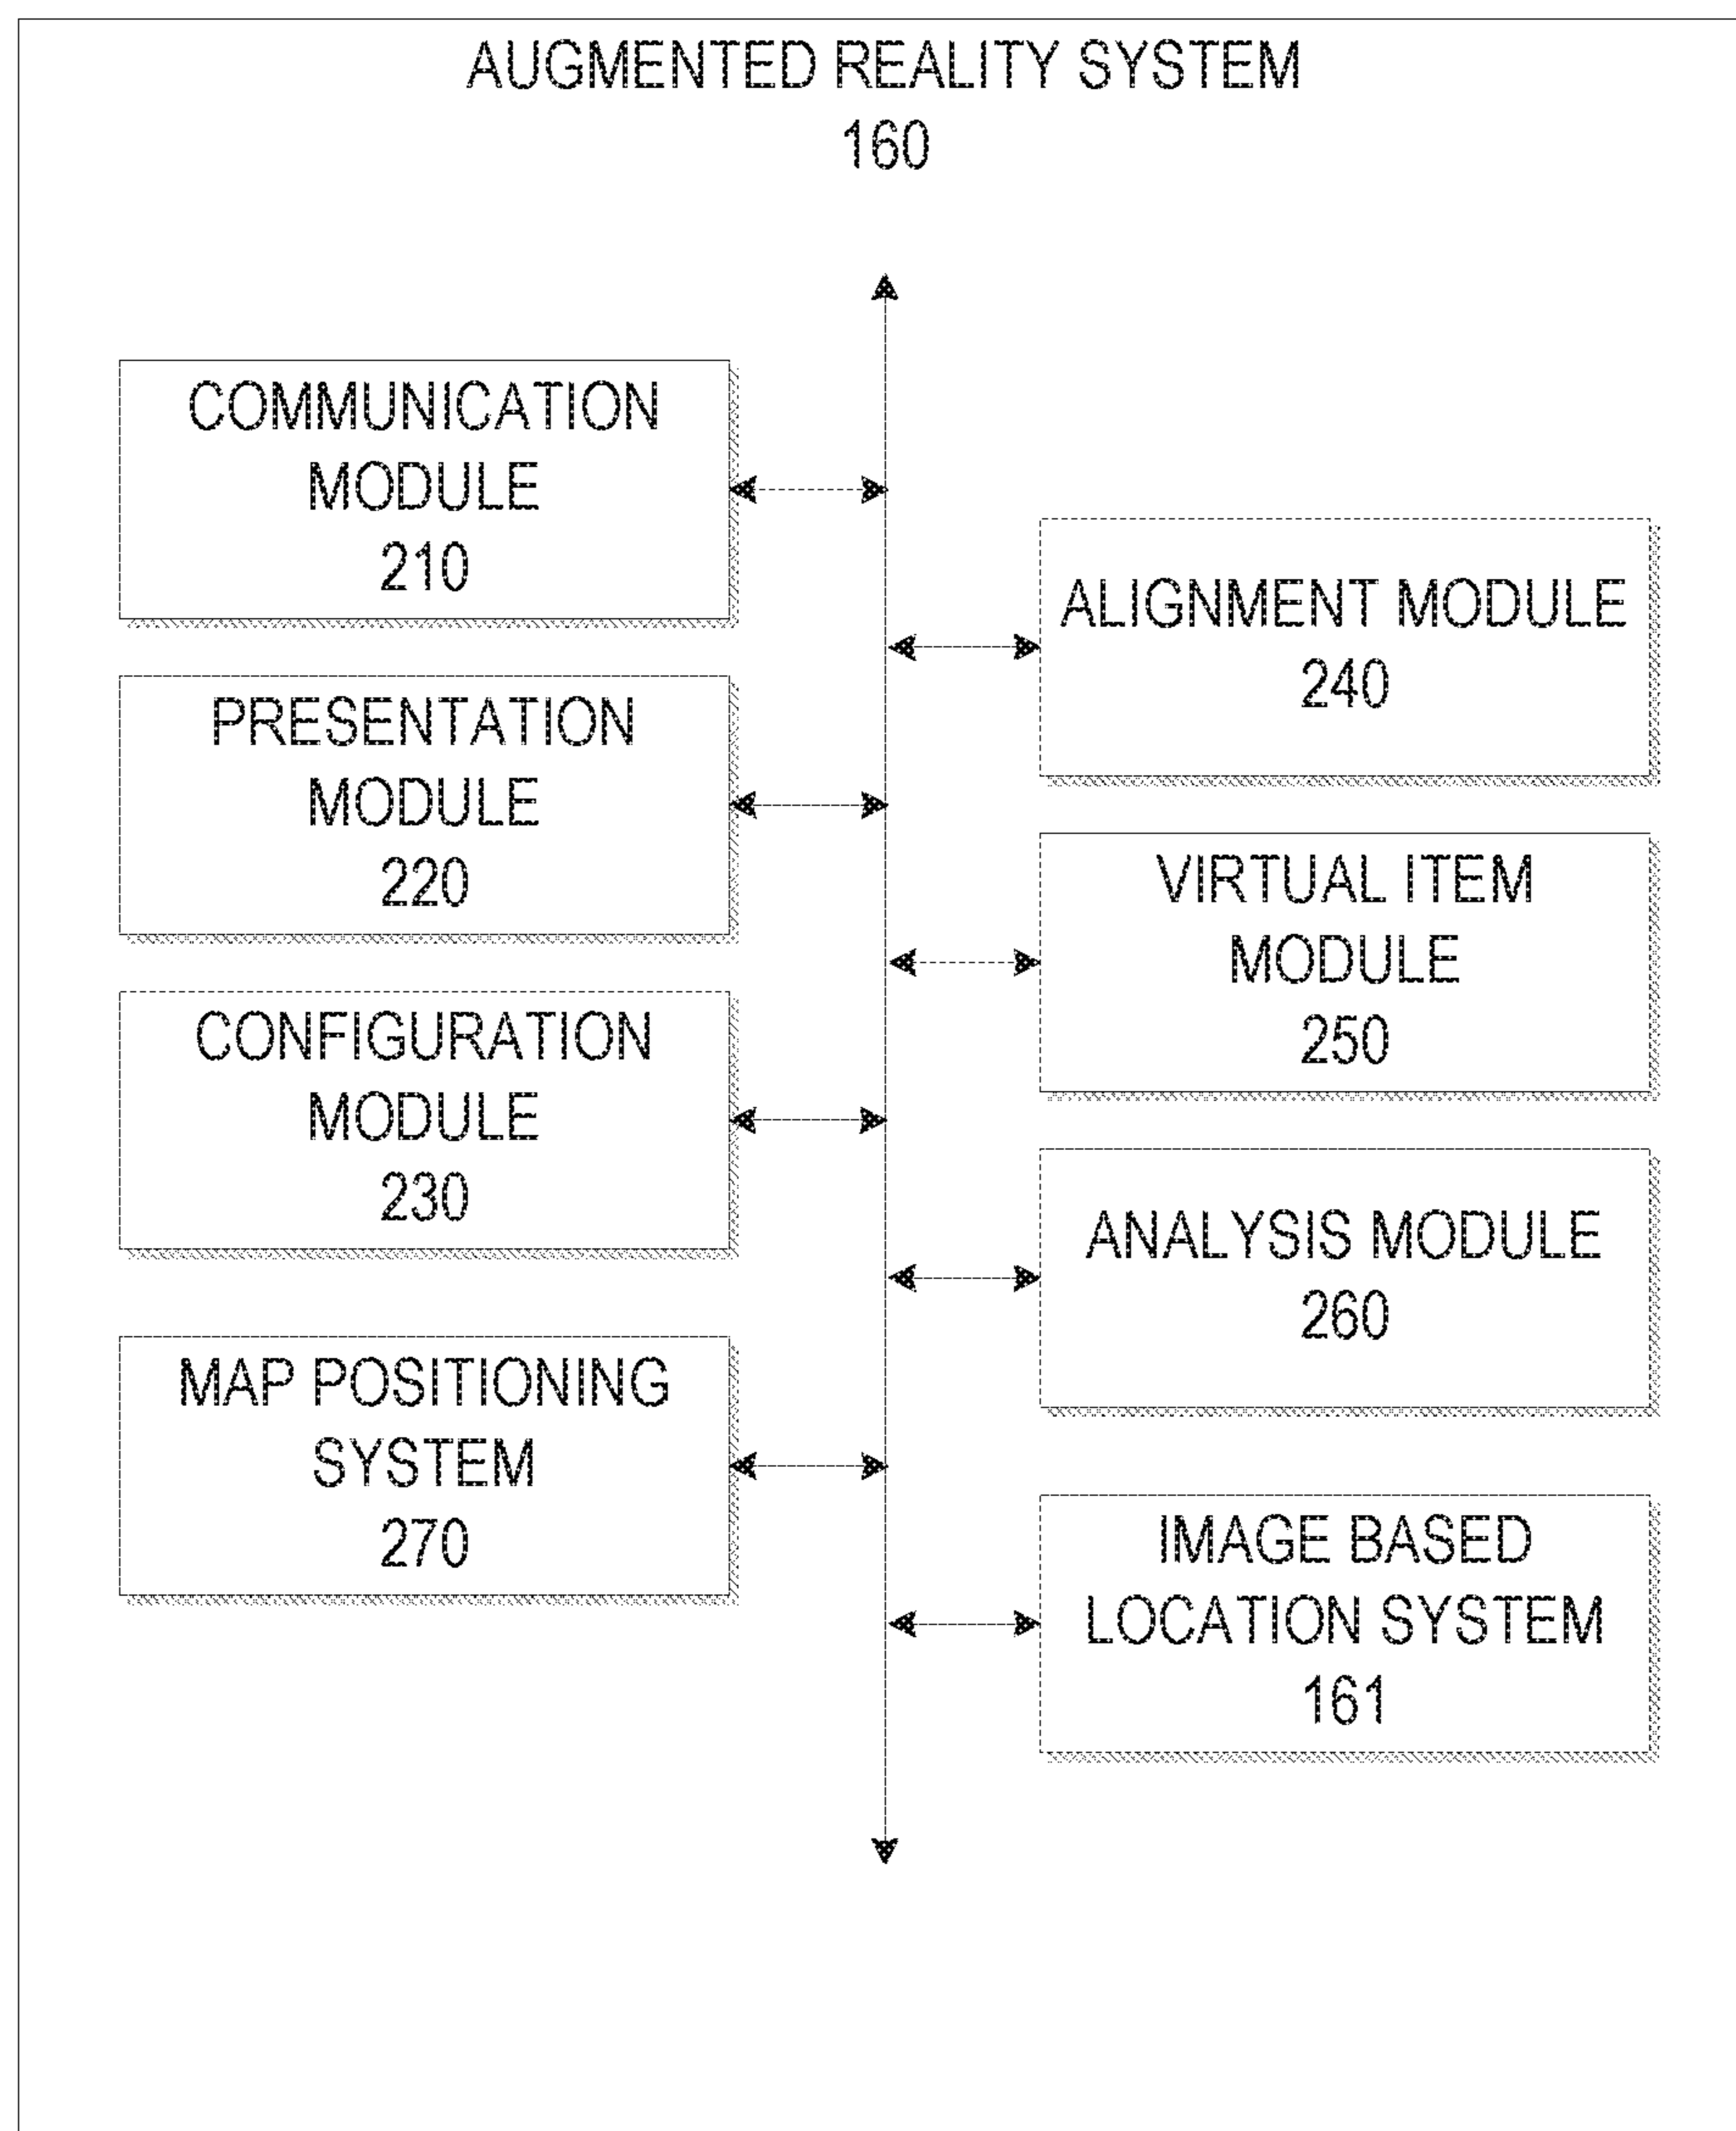 AUGMENTED REALITY SYSTEM
160
COMMUNICATION
MODULE
210
PRESENTATION
MODULE
220
CONFIGURATION
MODULE
230
MAP POSITIONING
SYSTEM
270
ALIGNMENT MODULE
240
VIRTUAL ITEM
MODULE
250
ANALYSIS MODULE
260
IMAGE BASED
LOCATION SYSTEM
161